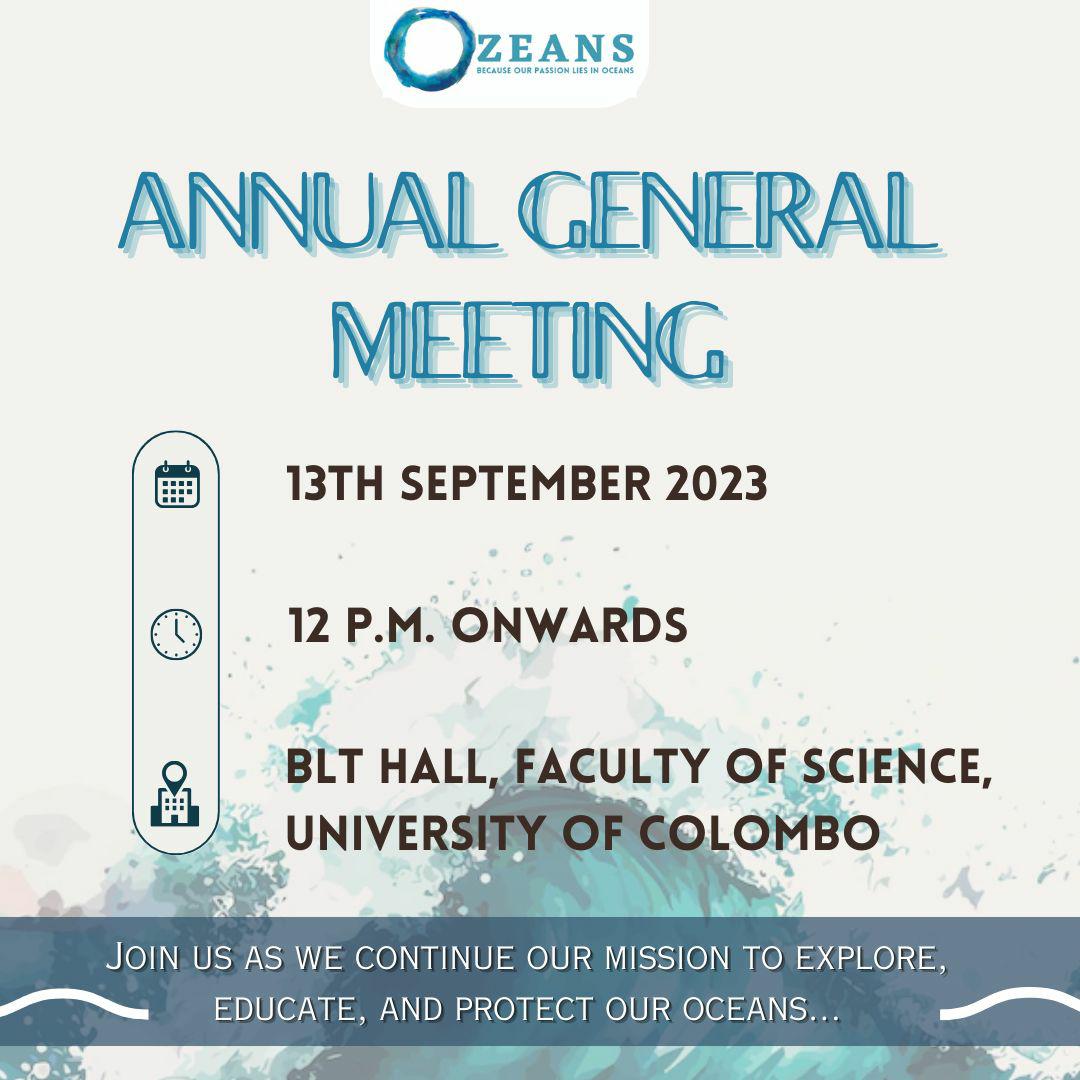 OZEANS
BECAUSE OUR PASSION LIES IN OCEANS
ANNUAL GENERAL
MEETING
13TH SEPTEMBER 2023
12 P.M. ONWARDS
BLT HALL, FACULTY OF SCIENCE,
UNIVERSITY OF COLOMBO
JOIN US AS WE CONTINUE OUR MISSION TO EXPLORE,
EDUCATE, AND PROTECT OUR OCEANS...